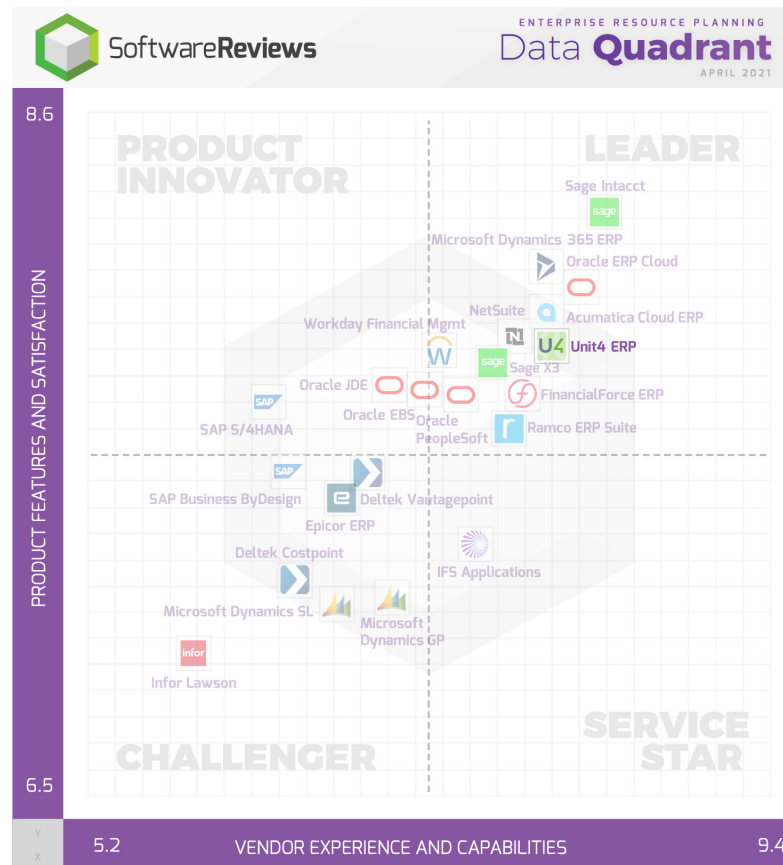 SoftwareReviews
ENTERPRISE RESOURCE PLANNING
Data Quadrant
APRIL 2021
8.6
PRODUCT FEATURES AND SATISFACTION
6.5
PRODUCT
INNOVATOR
LEADER
Sage Intacct
sage
Microsoft Dynamics 365 ERP
Oracle ERP Cloud
NetSuite
N
a
Acumatica Cloud ERP
Workday Financial Mgmt
W
U4
Unit4 ERP
sage
Sage X3
Oracle JDE
Oracle EBS
Oracle
PeopleSoft
f
FinancialForce ERP
SAP
SAP S/4HANA
r
Ramco ERP Suite
SAP
SAP Business ByDesign
Deltek Vantagepoint
e
Epicor ERP
IFS Applications
Deltek Costpoint
Microsoft Dynamics SL
Microsoft
Dynamics GP
infor
Infor Lawson
CHALLENGER
SERVICE
STAR
Y
X
5.2
VENDOR EXPERIENCE AND CAPABILITIES
9.4